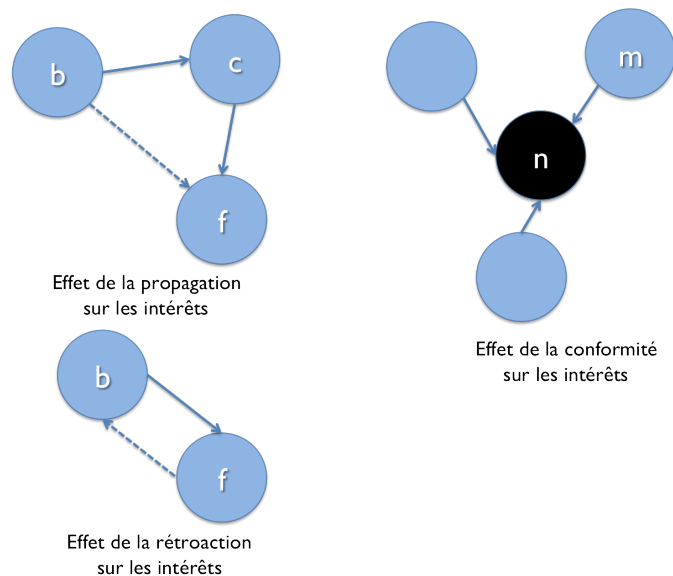 b
c
f
Effet de la propagation
sur les intérêts
m
n
Effet de la conformité
sur les intérêts
b
f
Effet de la rétroaction
sur les intérêts